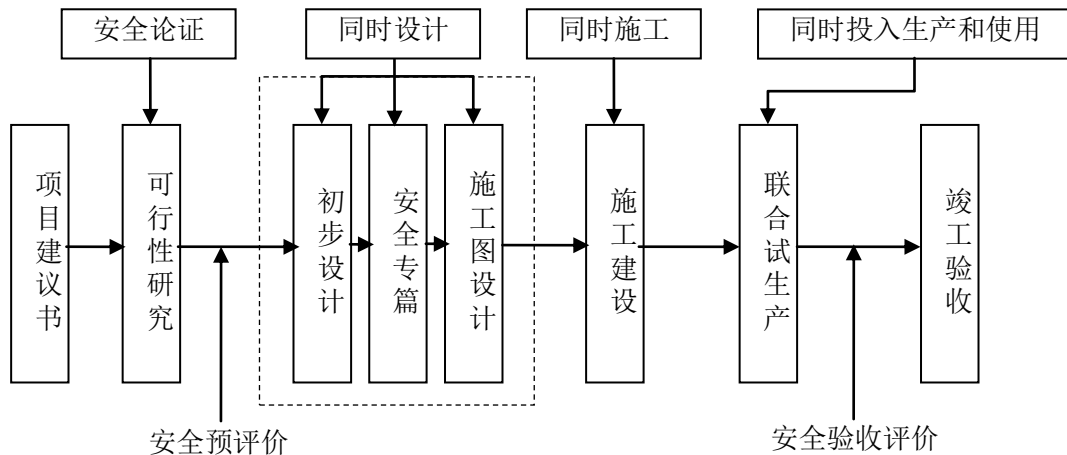 安全论证
同时设计
同时施工
同时投入生产和使用
项目建议书
可行性研究
初步设计
安全专篇
施工图设计
施工建设
联合试生产
竣工验收
安全预评价
安全验收评价